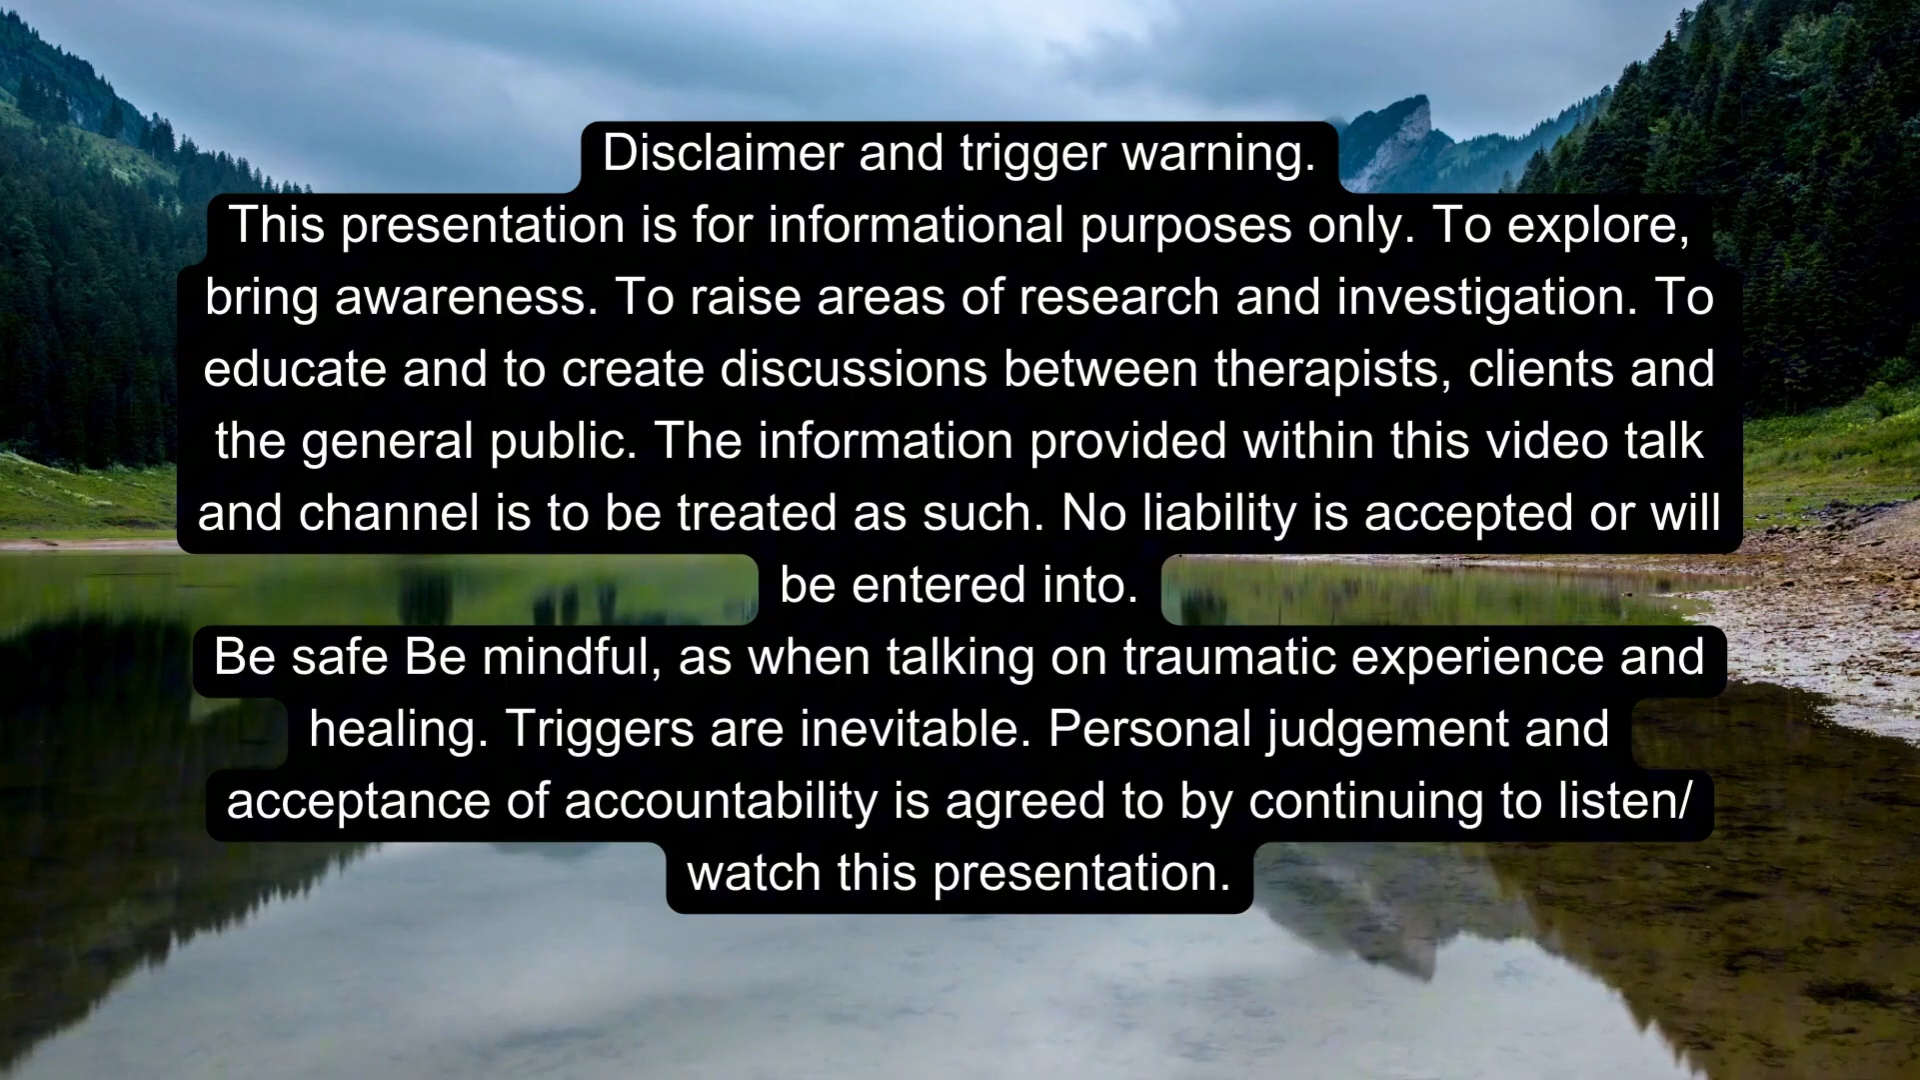 Disclaimer and trigger warning.
This presentation is for informational purposes only. To explore,
bring awareness. To raise areas of research and investigation. To
educate and to create discussions between therapists, clients and
the general public. The information provided within this video talk
and channel is to be treated as such. No liability is accepted or will
be entered into.
Be safe Be mindful, as when talking on traumatic experience and
healing. Triggers are inevitable. Personal judgement and
acceptance of accountability is agreed to by continuing to listen/
watch this presentation.